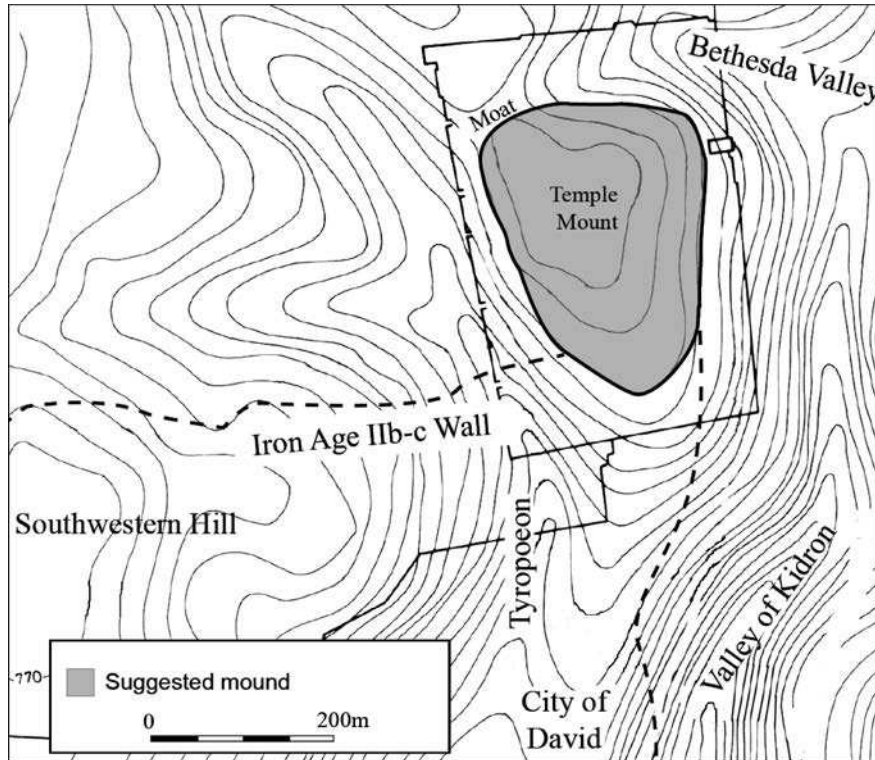 Bethesda Valley
Moat
Temple
Mount
Iron Age IIb-c Wall
Southwestern Hill
Tyropoeon
Valley of Kidron
770
Suggested mound
0 200m
City of
David